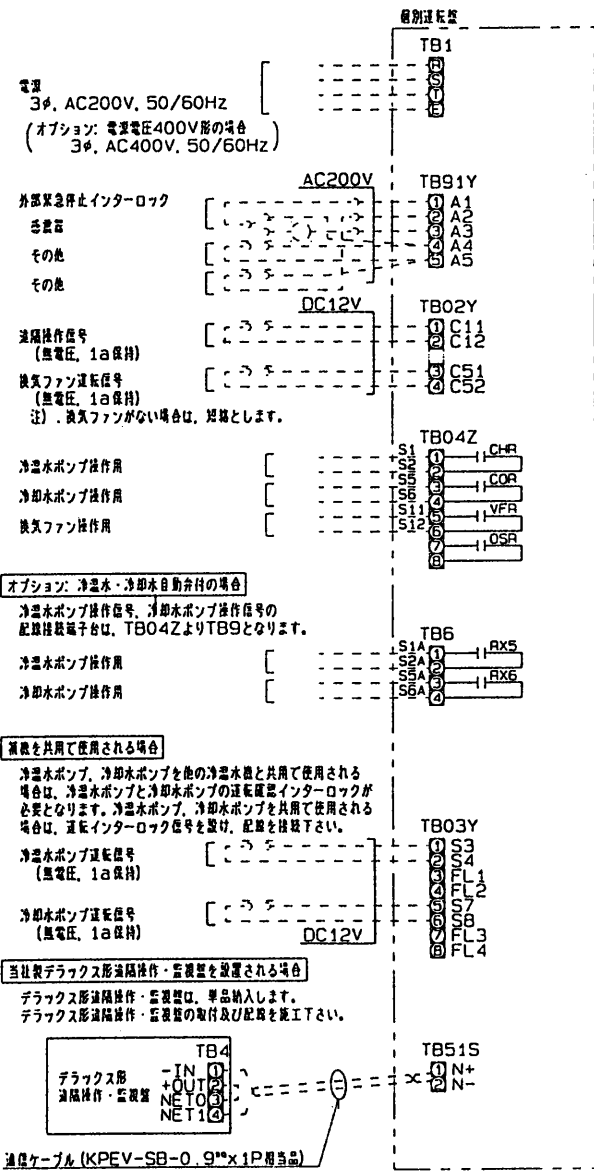 個別運転盤
TB1
R
S
T
E
電源
3φ, AC200V, 50/60Hz
(オプション: 電源電圧400V形の場合
3φ, AC400V, 50/60Hz)
AC200V
TB91Y
外部緊急停止インターロック
感震器
その他
その他
① A1
② A2
③ A3
④ A4
⑤ A5
DC12V
TB02Y
遠隔操作信号
(無電圧, 1a保持)
① C11
② C12
換気ファン運転信号
(無電圧, 1a保持)
③ C51
④ C52
注) . 換気ファンがない場合は, 短絡とします。
TB04Z
冷温水ポンプ操作用
S1 ① CHR
S2 ②
冷却水ポンプ操作用
S5 ③ COR
S6 ④
換気ファン操作用
S11 ⑤ VFR
S12 ⑥
⑦ OSR
⑧
オプション: 冷温水・冷却水自動弁付の場合
冷温水ポンプ操作信号, 冷却水ポンプ操作信号の
配線接続端子台は, TB04ZよりTB9となります。
TB6
冷温水ポンプ操作用
S1A ① RX5
S2A ②
冷却水ポンプ操作用
S5A ③ RX6
S6A ④
補機を共用で使用される場合
冷温水ポンプ, 冷却水ポンプを他の冷温水機と共用で使用される
場合は, 冷温水ポンプと冷却水ポンプの運転確認インターロックが
必要となります。冷温水ポンプ, 冷却水ポンプを共用で使用される
場合は, 運転インターロック信号を設け, 配線を接続下さい。
TB03Y
冷温水ポンプ運転信号
(無電圧, 1a保持)
① S3
② S4
③ FL1
④ FL2
冷却水ポンプ運転信号
(無電圧, 1a保持)
⑤ S7
⑥ S8
⑦ FL3
⑧ FL4
DC12V
当社製デラックス形遠隔操作・監視盤を設置される場合
デラックス形遠隔操作・監視盤は, 単品納入します。
デラックス形遠隔操作・監視盤の取付及び配線を施工下さい。
TB4
デラックス形
遠隔操作・監視盤
-IN ①
+OUT ②
NET0 ③
NET1 ④
TB51S
① N+
② N-
通信ケーブル (KPEV-SB-0.9mm×1P相当品)